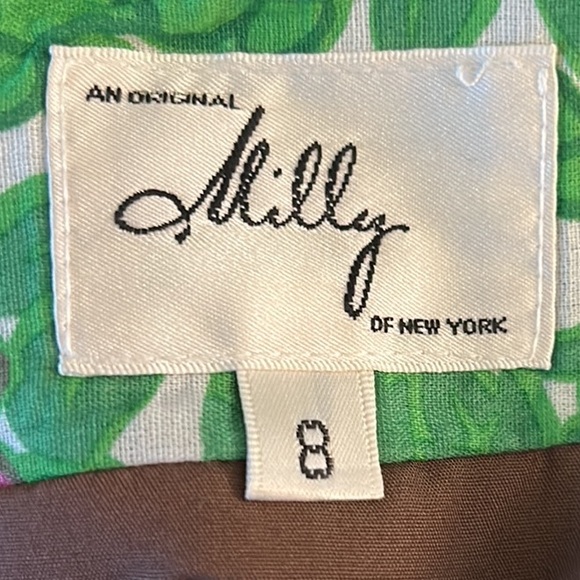 AN ORIGINAL
Milly
OF NEW YORK
8